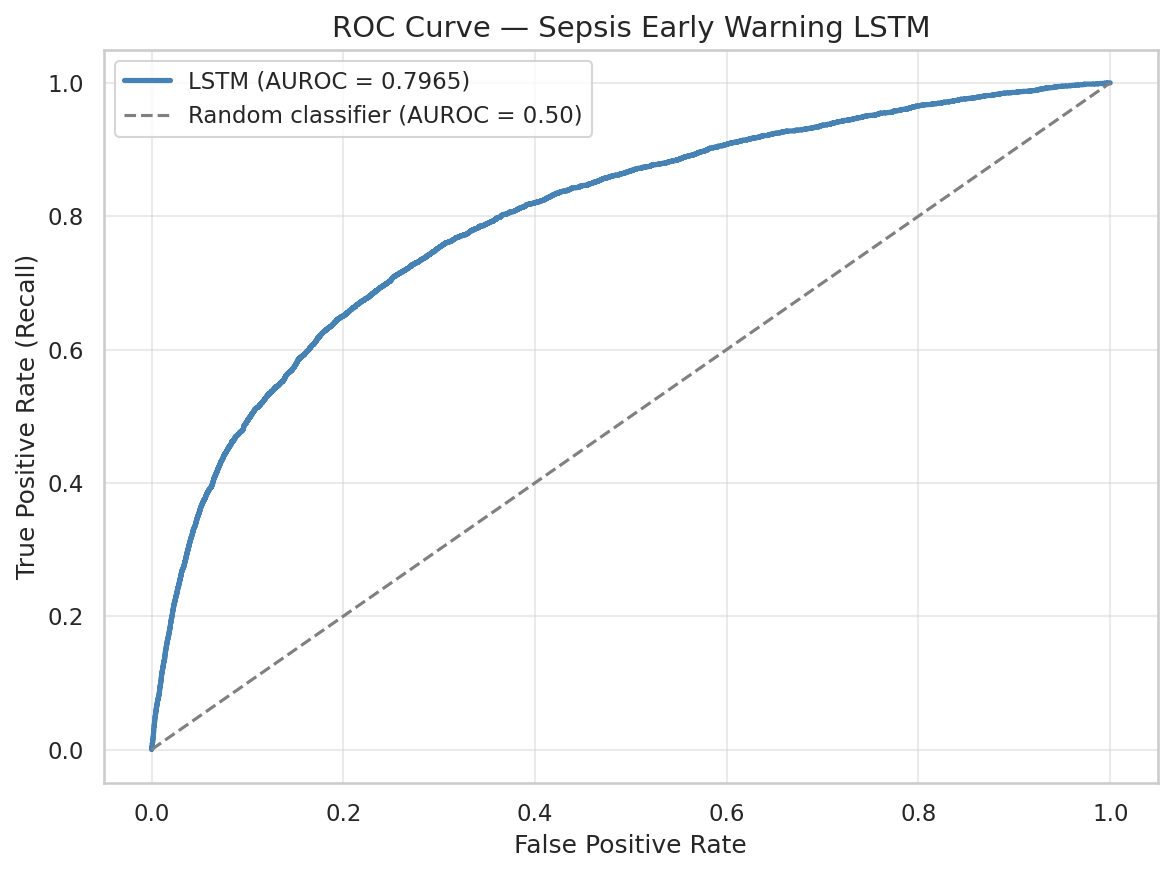 ROC Curve — Sepsis Early Warning LSTM
LSTM (AUROC = 0.7965)
Random classifier (AUROC = 0.50)
True Positive Rate (Recall)
1.0
0.8
0.6
0.4
0.2
0.0
0.0 0.2 0.4 0.6 0.8 1.0
False Positive Rate